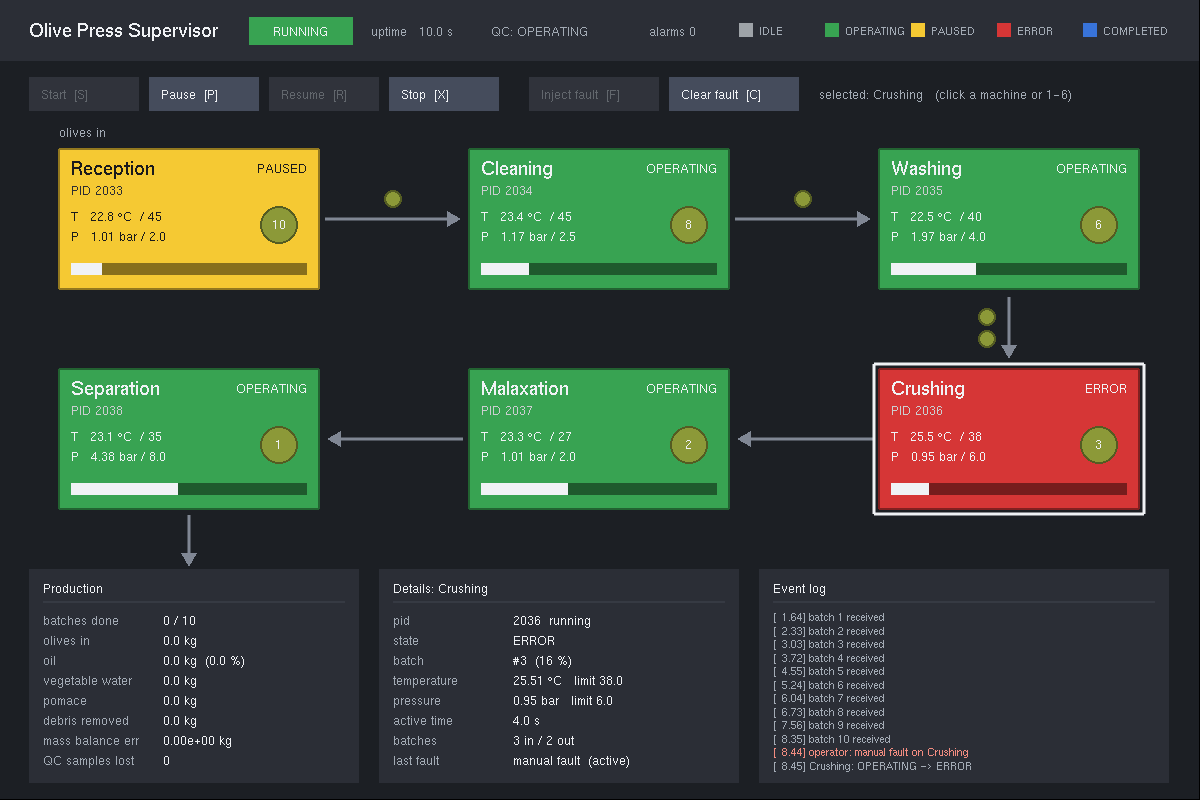 Olive Press Supervisor RUNNING uptime 10.0 s QC: OPERATING alarms 0 IDLE OPERATING PAUSED ERROR COMPLETED
Start [S] Pause [P] Resume [R] Stop [X] Inject fault [F] Clear fault [C] selected: Crushing (click a machine or 1-6)
olives in
Reception PAUSED
PID 2033
T 22.8 °C / 45
P 1.01 bar / 2.0
10
Cleaning OPERATING
PID 2034
T 23.4 °C / 45
P 1.17 bar / 2.5
8
Washing OPERATING
PID 2035
T 22.5 °C / 40
P 1.97 bar / 4.0
6
Separation OPERATING
PID 2038
T 23.1 °C / 35
P 4.38 bar / 8.0
1
Malaxation OPERATING
PID 2037
T 23.3 °C / 27
P 1.01 bar / 2.0
2
Crushing ERROR
PID 2036
T 25.5 °C / 38
P 0.95 bar / 6.0
3
Production
batches done 0 / 10
olives in 0.0 kg
oil 0.0 kg (0.0 %)
vegetable water 0.0 kg
pomace 0.0 kg
debris removed 0.0 kg
mass balance err 0.00e+00 kg
QC samples lost 0
Details: Crushing
pid 2036 running
state ERROR
batch #3 (16 %)
temperature 25.51 °C limit 38.0
pressure 0.95 bar limit 6.0
active time 4.0 s
batches 3 in / 2 out
last fault manual fault (active)
Event log
[ 1.64] batch 1 received
[ 2.33] batch 2 received
[ 3.03] batch 3 received
[ 3.72] batch 4 received
[ 4.55] batch 5 received
[ 5.24] batch 6 received
[ 6.04] batch 7 received
[ 6.73] batch 8 received
[ 7.56] batch 9 received
[ 8.35] batch 10 received
[ 8.44] operator: manual fault on Crushing
[ 8.45] Crushing: OPERATING -> ERROR